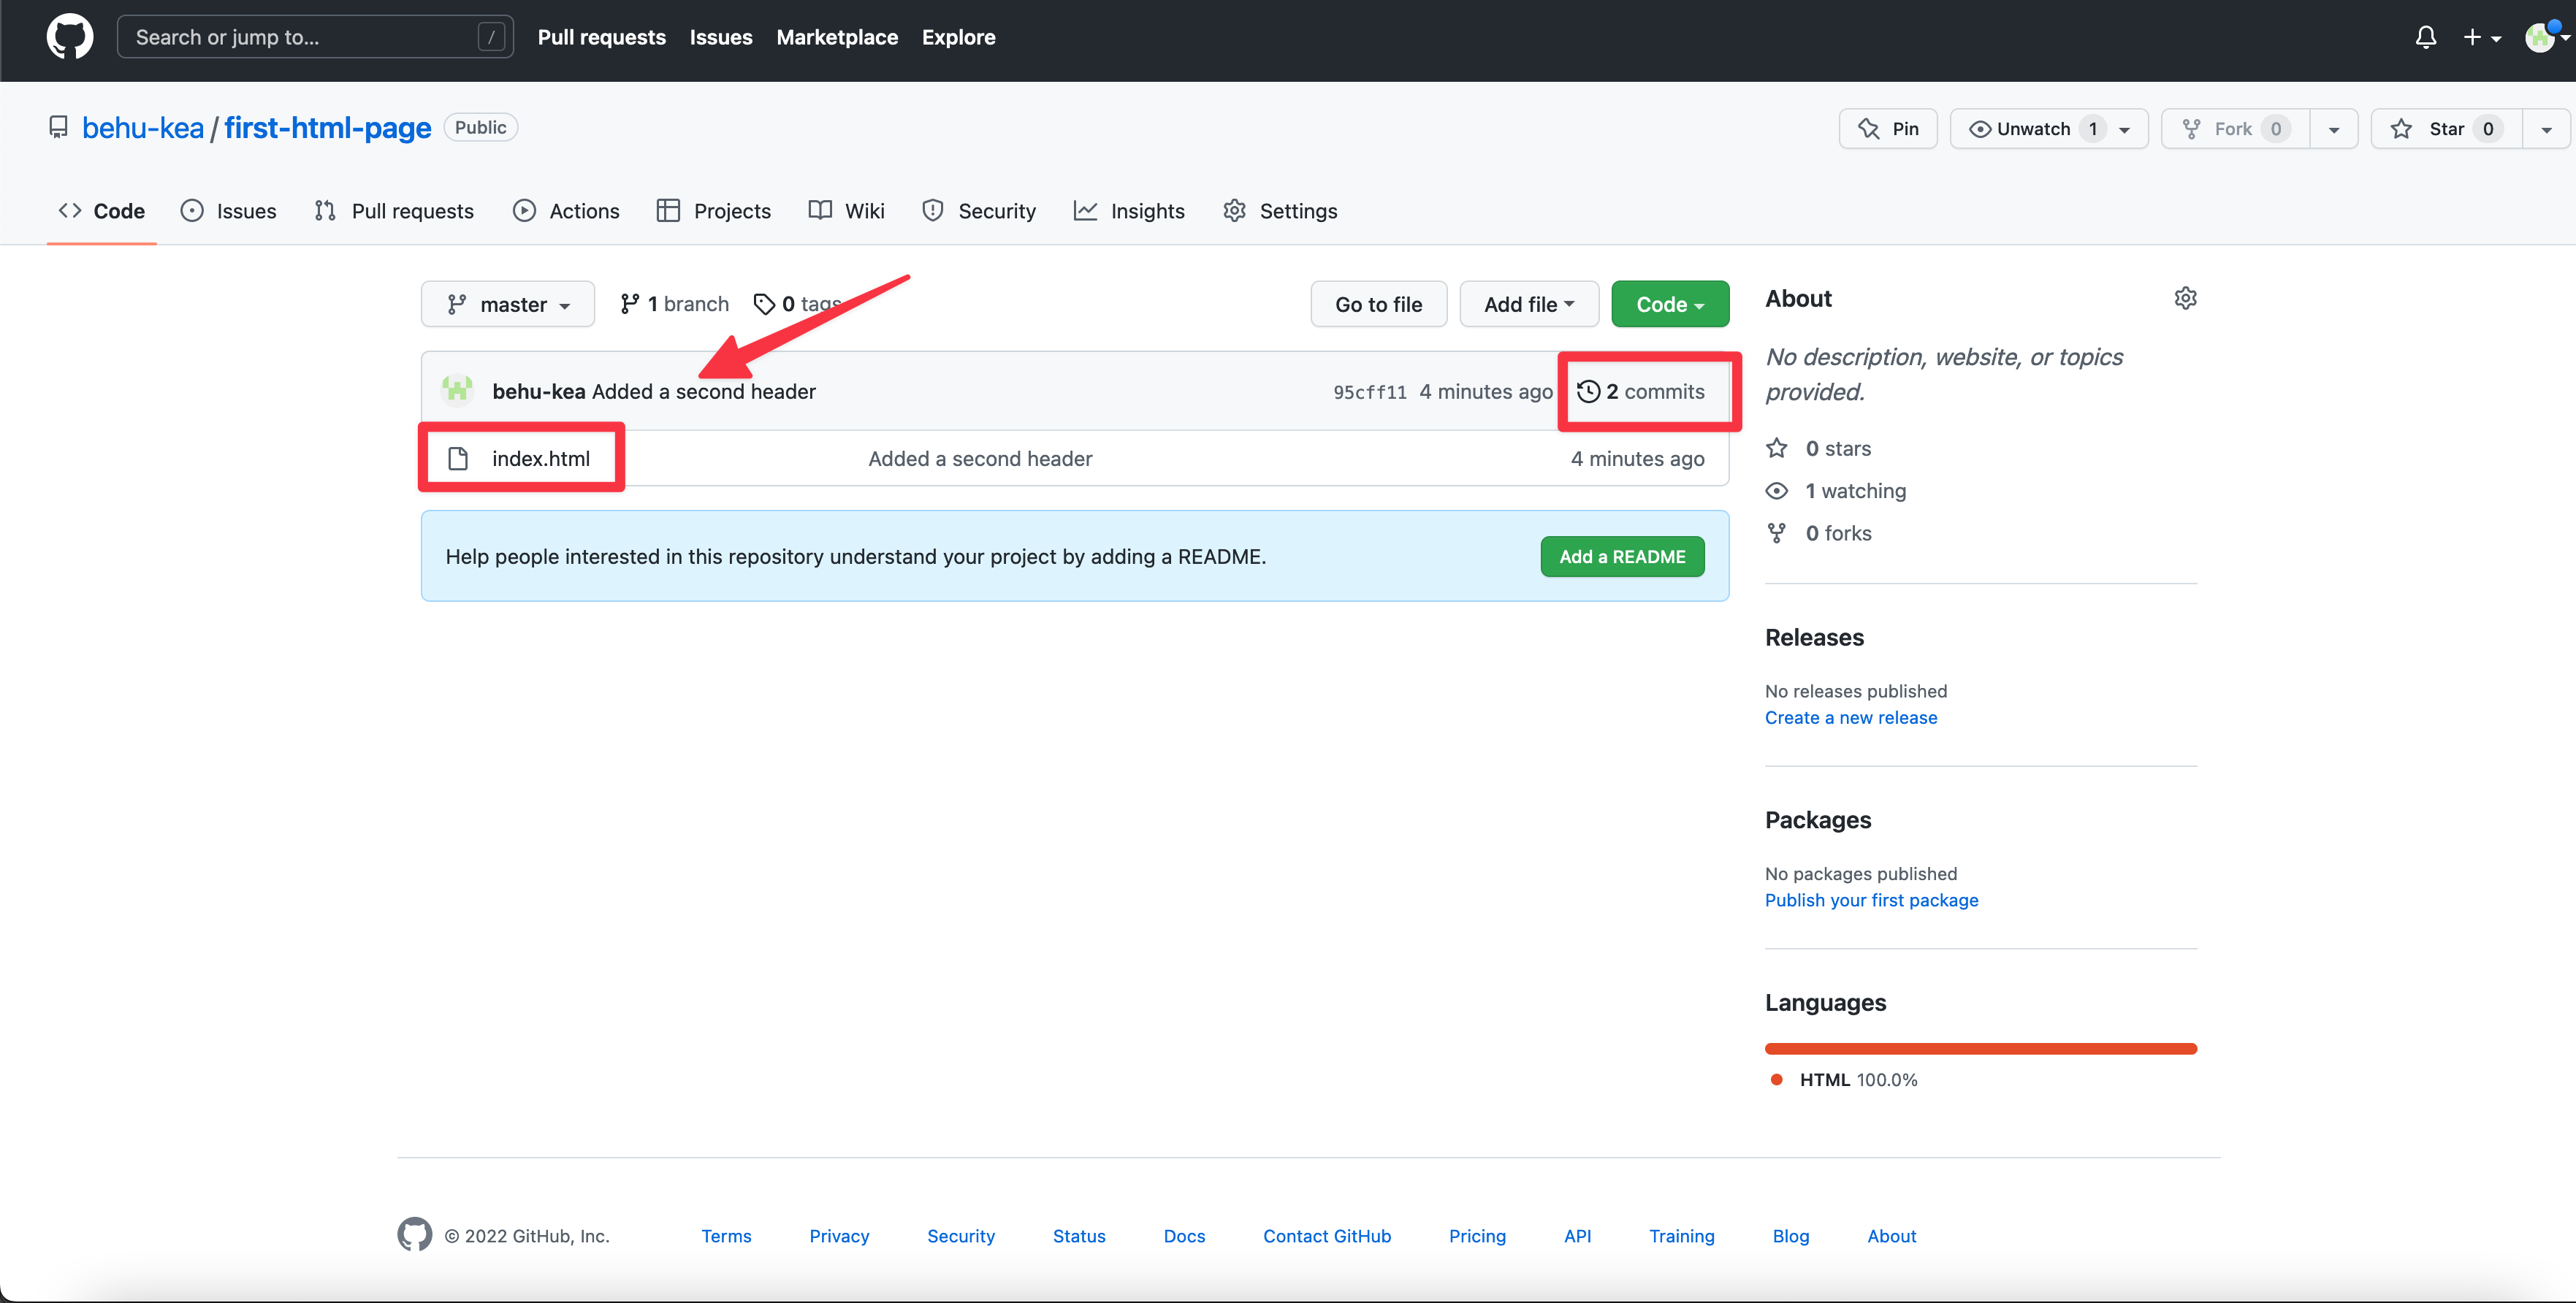 Search or jump to... / Pull requests Issues Marketplace Explore
behu-kea / first-html-page Public Pin Unwatch 1 Fork 0 Star 0
Code Issues Pull requests Actions Projects Wiki Security Insights Settings
master 1 branch 0 tags Go to file Add file Code
behu-kea Added a second header 95cff11 4 minutes ago 2 commits
index.html Added a second header 4 minutes ago
Help people interested in this repository understand your project by adding a README. Add a README
About
No description, website, or topics
provided.
0 stars
1 watching
0 forks
Releases
No releases published
Create a new release
Packages
No packages published
Publish your first package
Languages
HTML 100.0%
© 2022 GitHub, Inc. Terms Privacy Security Status Docs Contact GitHub Pricing API Training Blog About